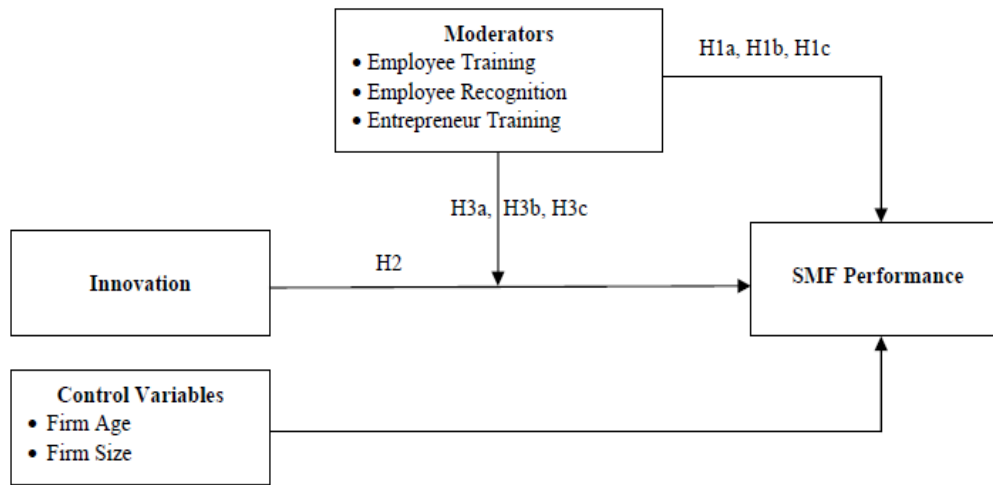 Moderators
• Employee Training
• Employee Recognition
• Entrepreneur Training
H1a, H1b, H1c
H3a, H3b, H3c
Innovation
H2
SMF Performance
Control Variables
• Firm Age
• Firm Size